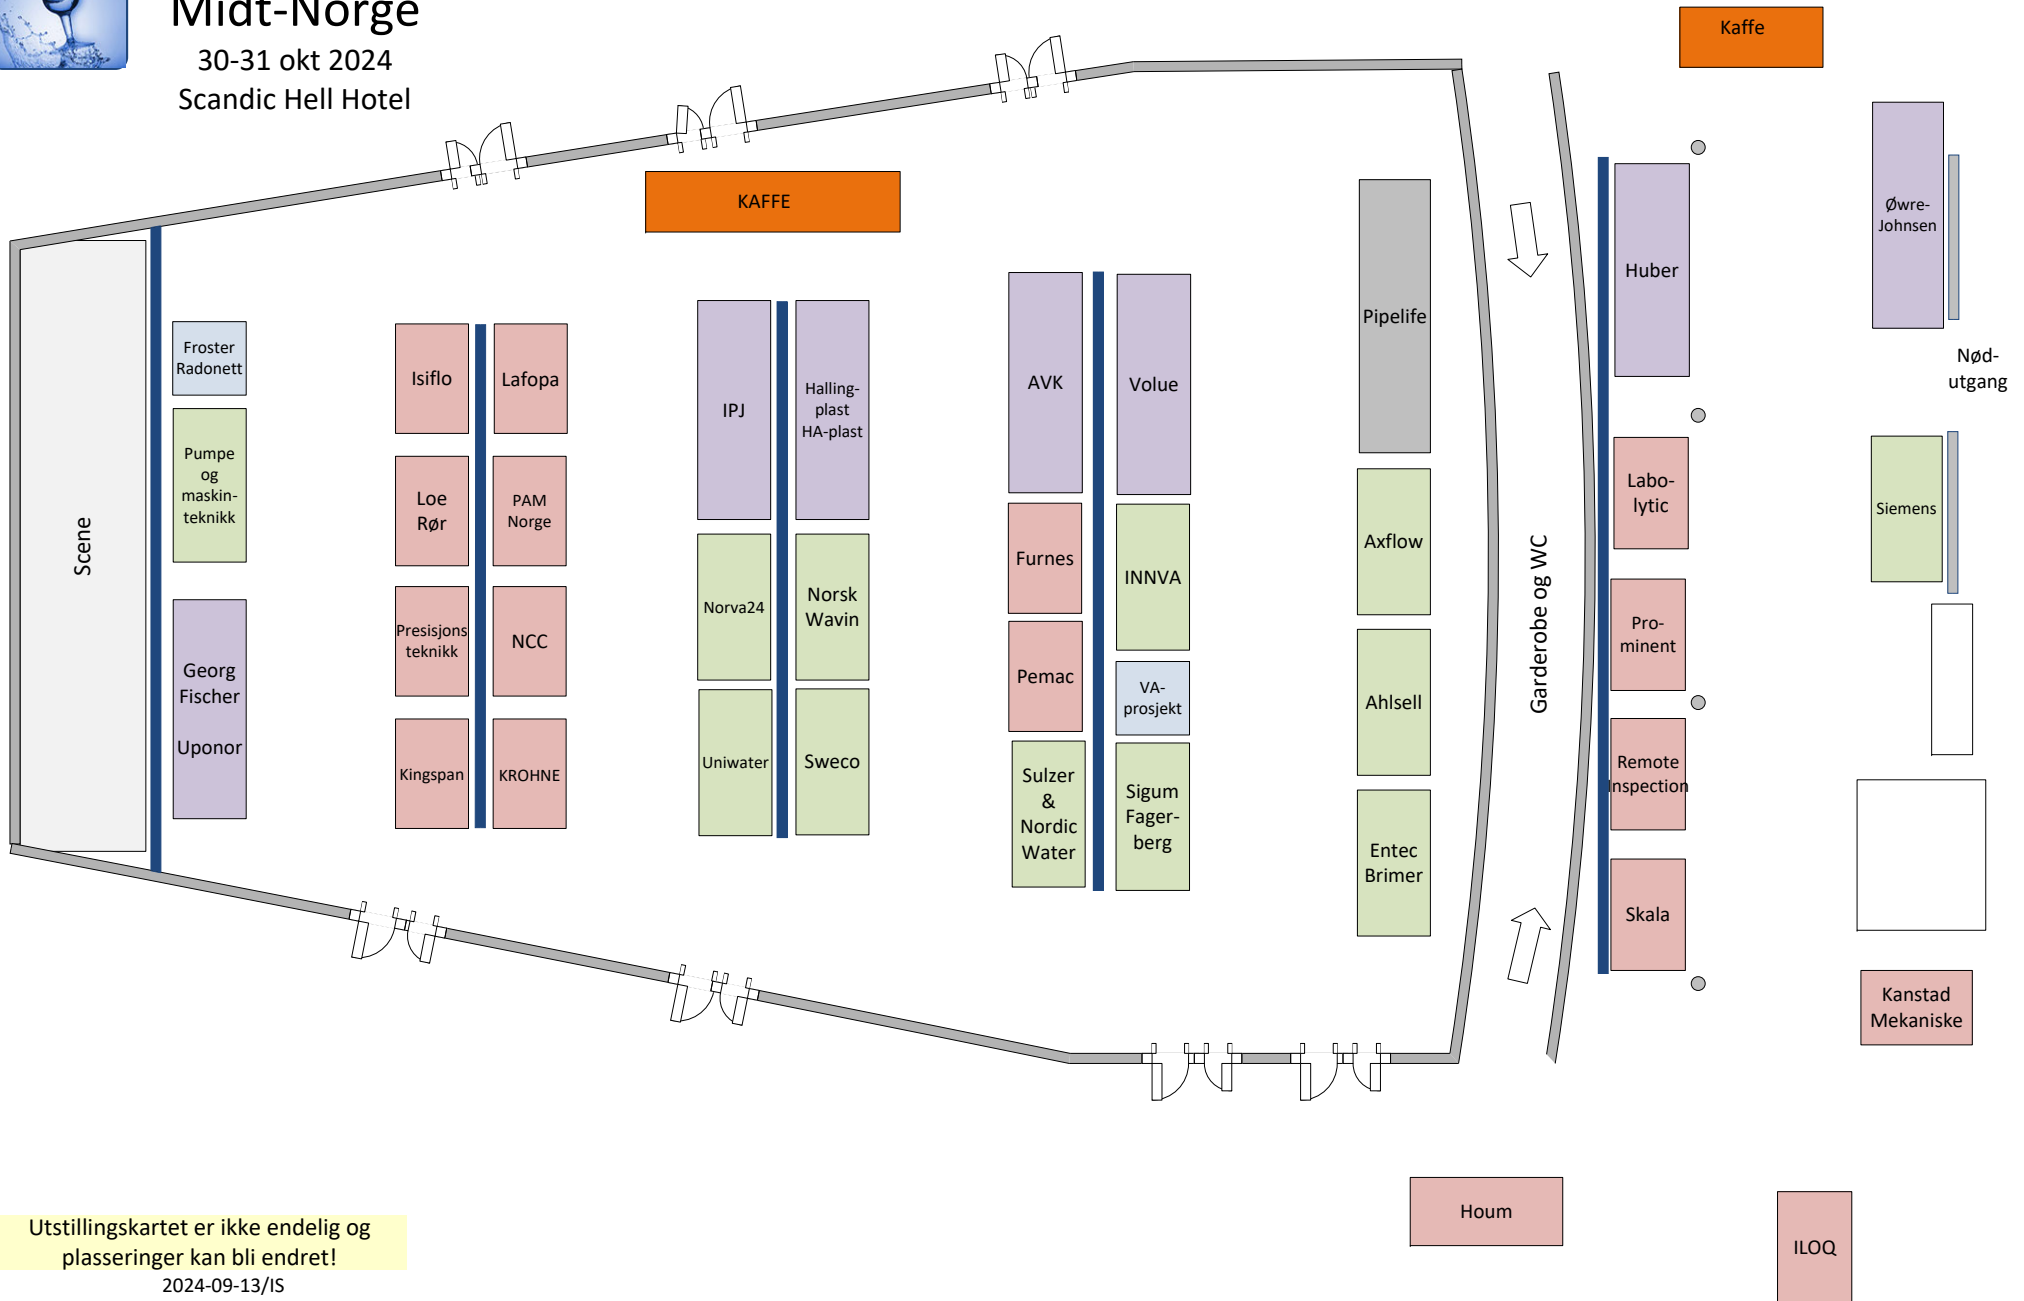 Midt-Norge
30-31 okt 2024
Scandic Hell Hotel
Kaffe
KAFFE
Scene
Froster
Radonett
Pumpe
og
maskin-
teknikk
Georg
Fischer
Uponor
Isiflo
Lafopa
Loe
Rør
PAM
Norge
Presisjons
teknikk
NCC
Kingspan
KROHNE
IPJ
Halling-
plast
HA-plast
Norva24
Norsk
Wavin
Uniwater
Sweco
AVK
Volue
Furnes
INNVA
Pemac
VA-
prosjekt
Sulzer
&
Nordic
Water
Sigum
Fager-
berg
Pipelife
Axflow
Ahlsell
Entec
Brimer
Garderobe og WC
Huber
Labo-
lytic
Pro-
minent
Remote
Inspection
Skala
Øwre-
Johnsen
Nød-
utgang
Siemens
Kanstad
Mekaniske
Houm
ILOQ
Utstillingskartet er ikke endelig og
plasseringer kan bli endret!
2024-09-13/IS